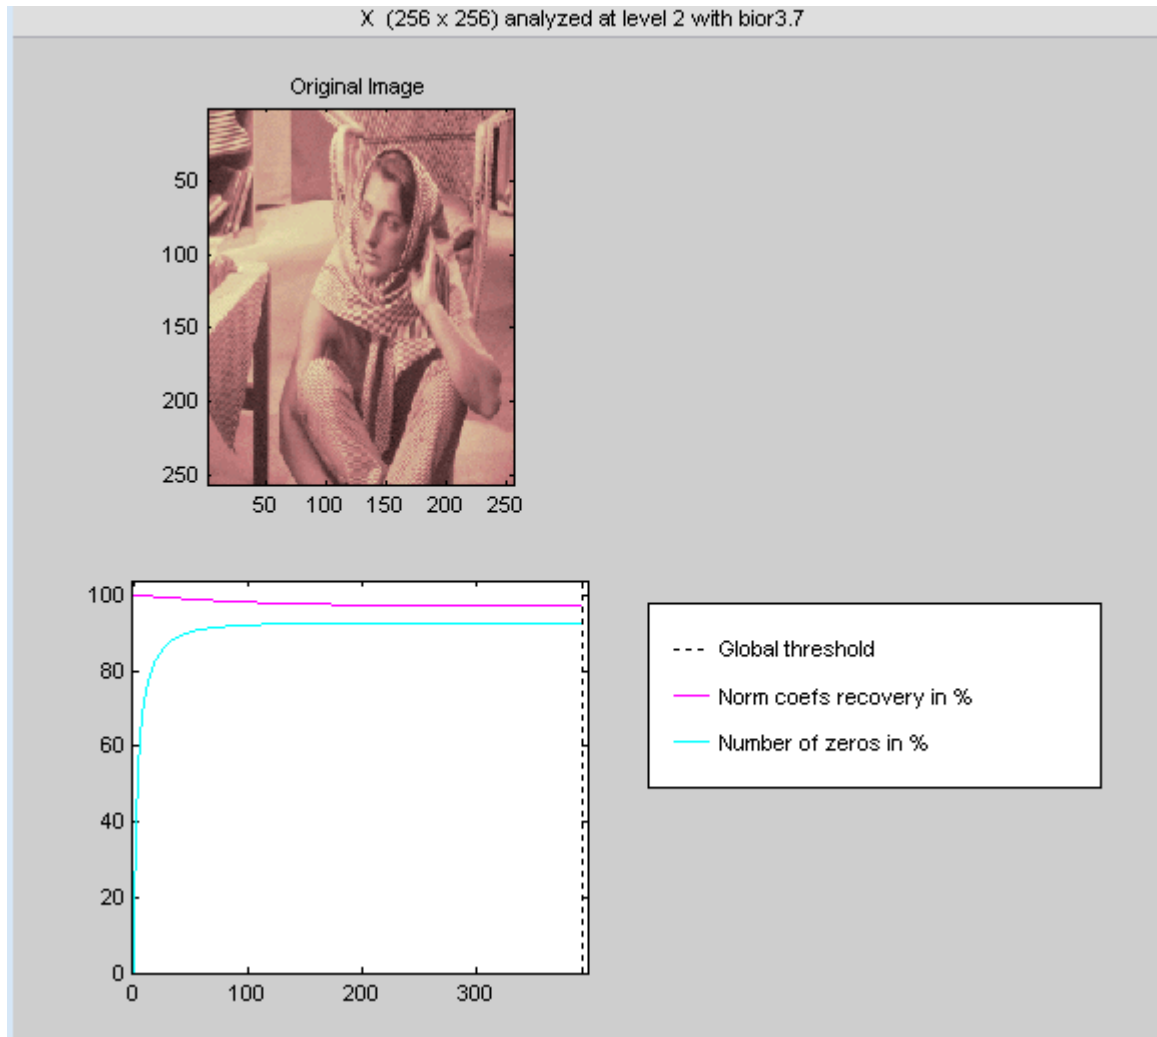 X (256 x 256) analyzed at level 2 with bior3.7
Original Image
50
100
150
200
250
50 100 150 200 250
100
80
60
40
20
0
0 100 200 300
Global threshold
Norm coefs recovery in %
Number of zeros in %